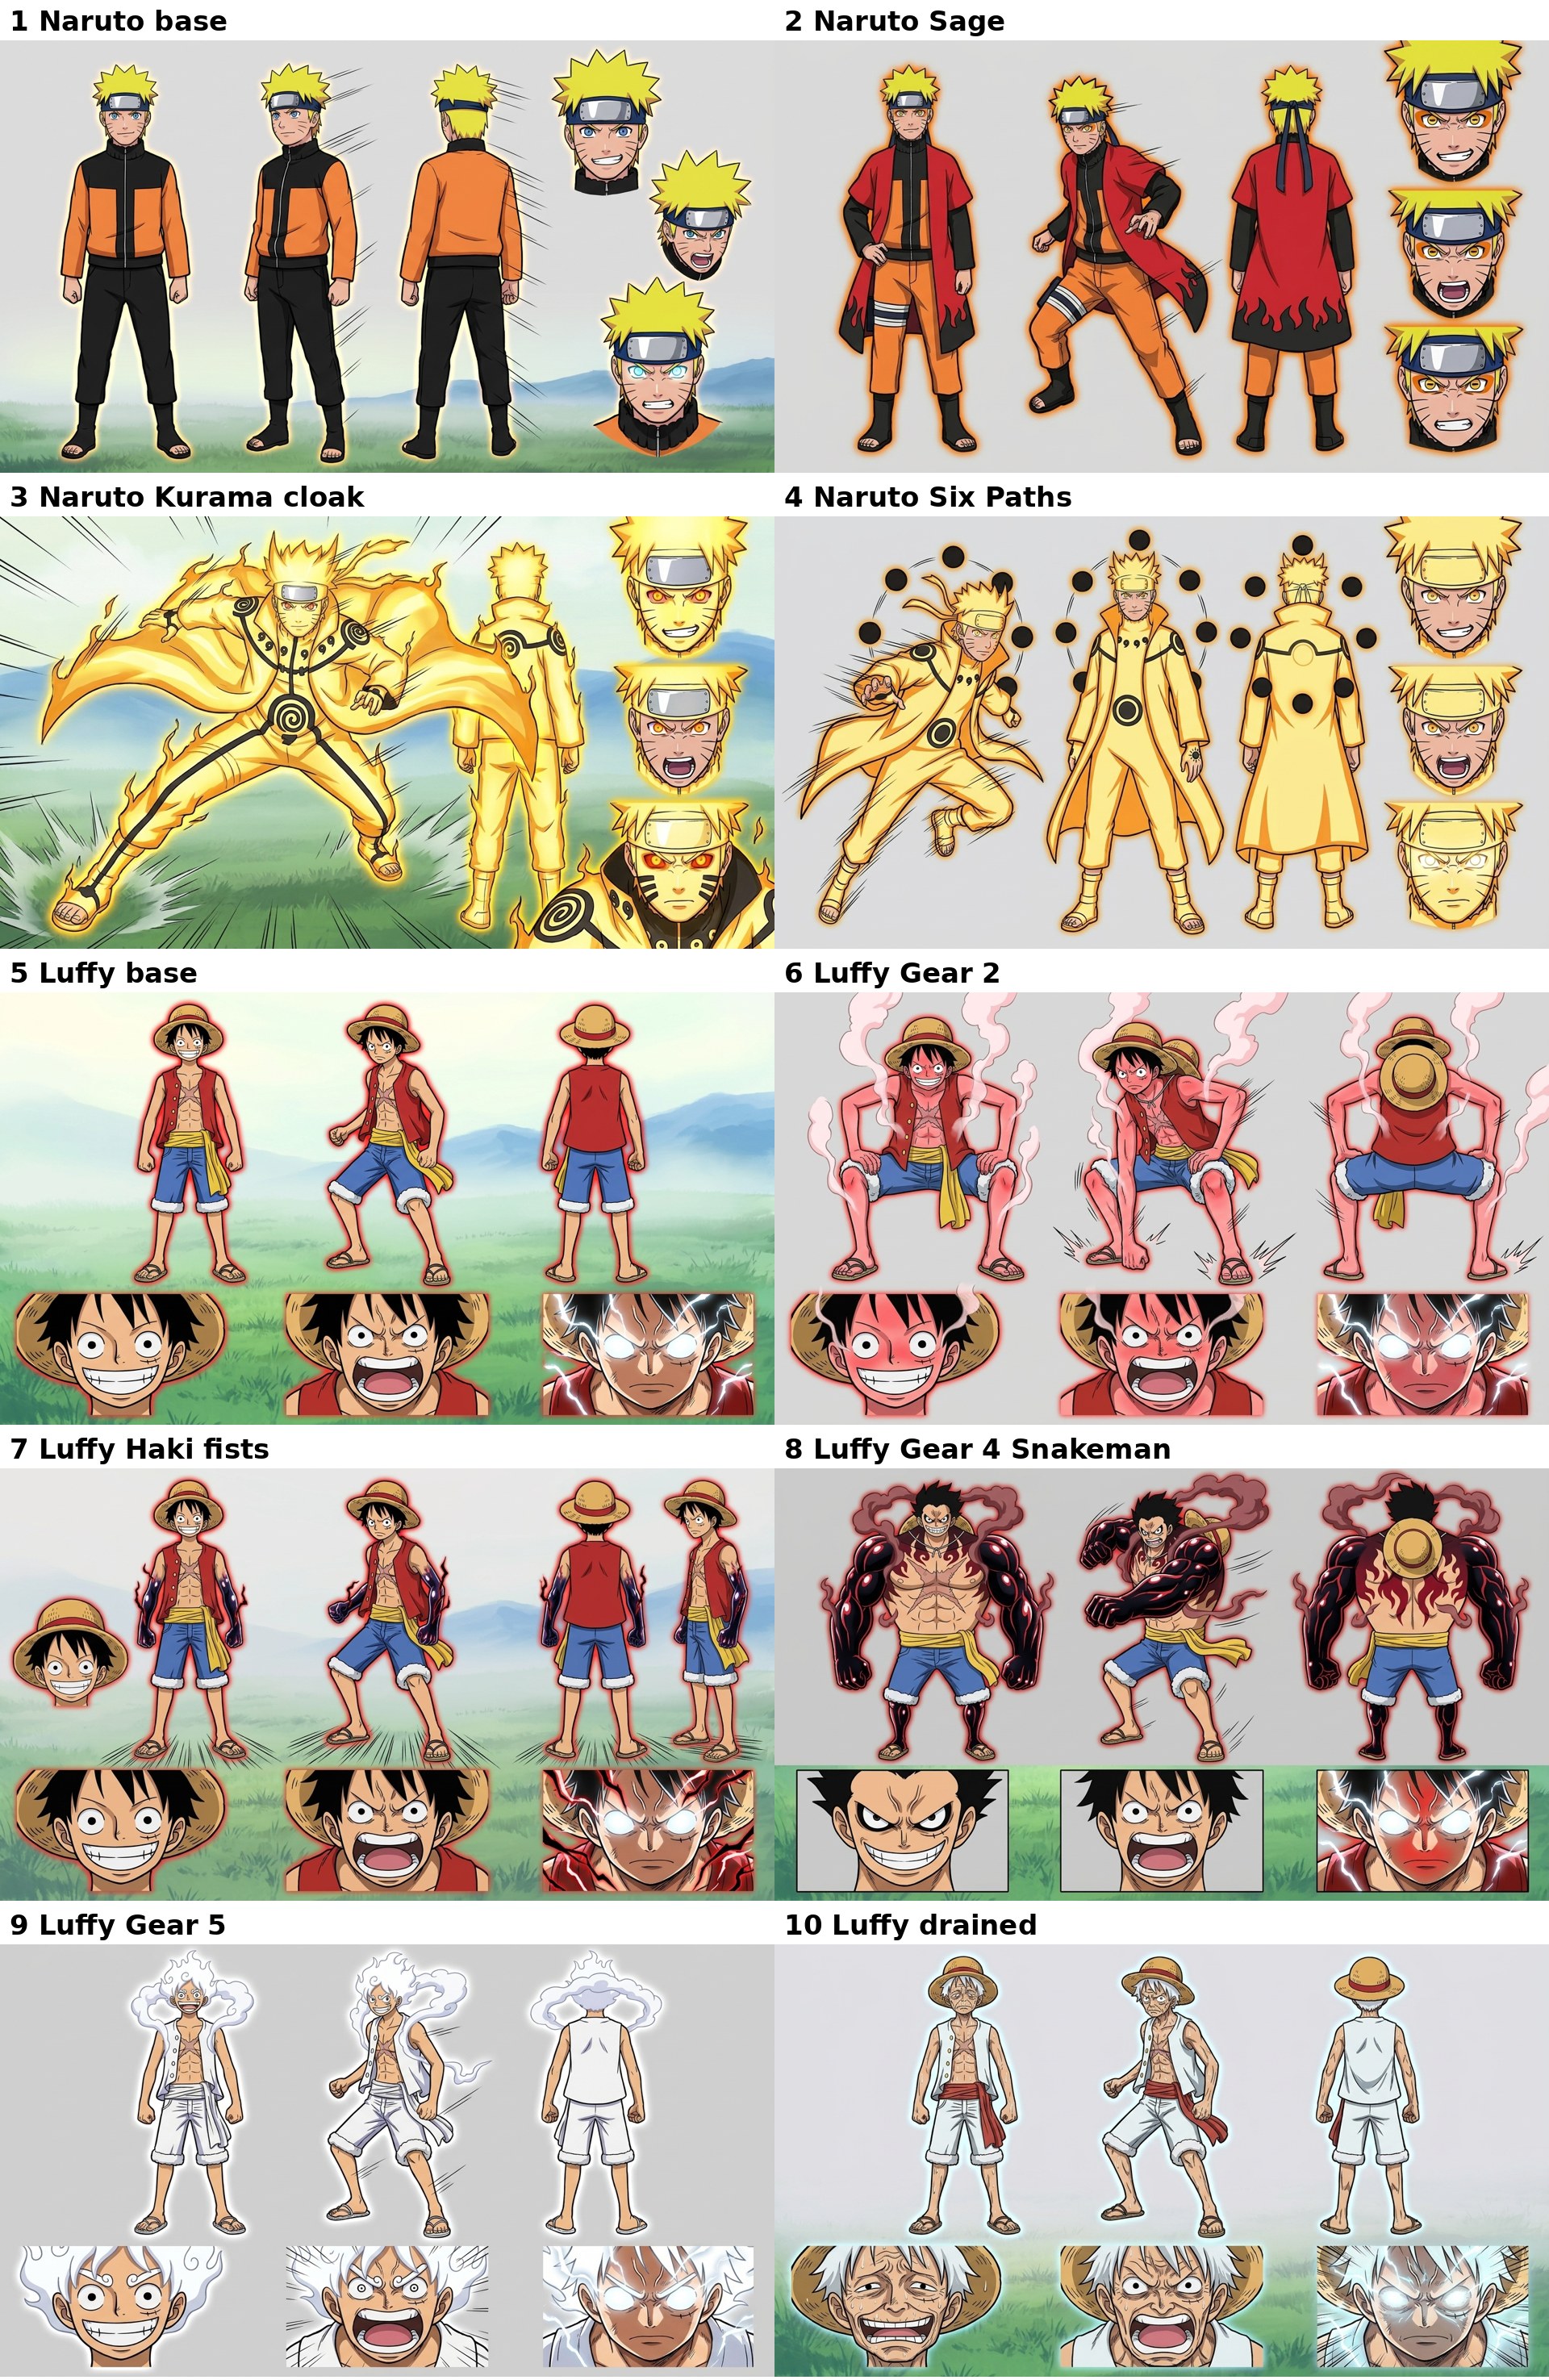 1 Naruto base
2 Naruto Sage
3 Naruto Kurama cloak
4 Naruto Six Paths
5 Luffy base
6 Luffy Gear 2
7 Luffy Haki fists
8 Luffy Gear 4 Snakeman
9 Luffy Gear 5
10 Luffy drained